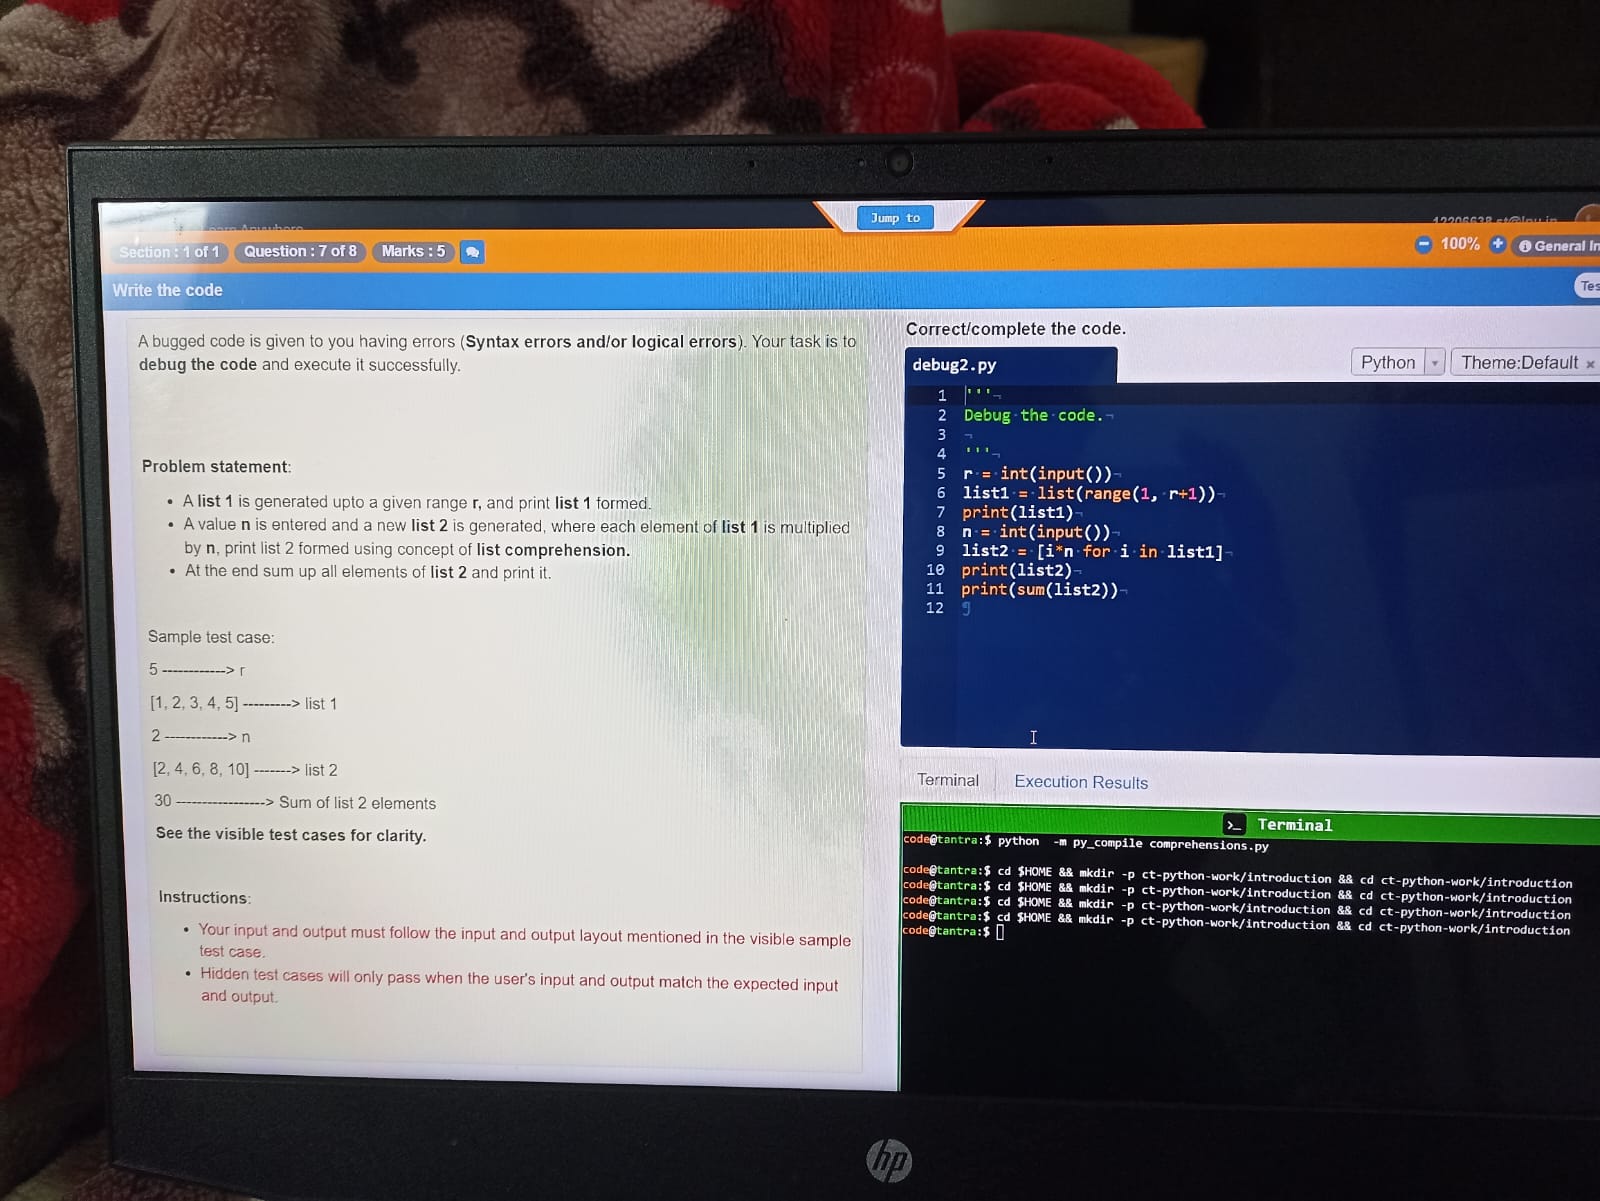 Jump to
Section : 1 of 1 Question : 7 of 8 Marks : 5
100% General In
Write the code
Tes
A bugged code is given to you having errors (Syntax errors and/or logical errors). Your task is to
debug the code and execute it successfully.
Problem statement:
• A list 1 is generated upto a given range r, and print list 1 formed.
• A value n is entered and a new list 2 is generated, where each element of list 1 is multiplied
by n, print list 2 formed using concept of list comprehension.
• At the end sum up all elements of list 2 and print it.
Sample test case:
5 ------------> r
[1, 2, 3, 4, 5] ---------> list 1
2 ------------> n
[2, 4, 6, 8, 10] -------> list 2
30 -----------------> Sum of list 2 elements
See the visible test cases for clarity.
Instructions:
• Your input and output must follow the input and output layout mentioned in the visible sample
test case.
• Hidden test cases will only pass when the user's input and output match the expected input
and output.
Correct/complete the code.
debug2.py
Python Theme:Default ×
1 '''
2 Debug the code.
3
4 '''
5 r = int(input())
6 list1 = list(range(1, r+1))
7 print(list1)
8 n = int(input())
9 list2 = [i*n for i in list1]
10 print(list2)
11 print(sum(list2))
12
Terminal Execution Results
>_ Terminal
code@tantra:$ python -m py_compile comprehensions.py
code@tantra:$ cd $HOME && mkdir -p ct-python-work/introduction && cd ct-python-work/introduction
code@tantra:$ cd $HOME && mkdir -p ct-python-work/introduction && cd ct-python-work/introduction
code@tantra:$ cd $HOME && mkdir -p ct-python-work/introduction && cd ct-python-work/introduction
code@tantra:$ cd $HOME && mkdir -p ct-python-work/introduction && cd ct-python-work/introduction
code@tantra:$
hp